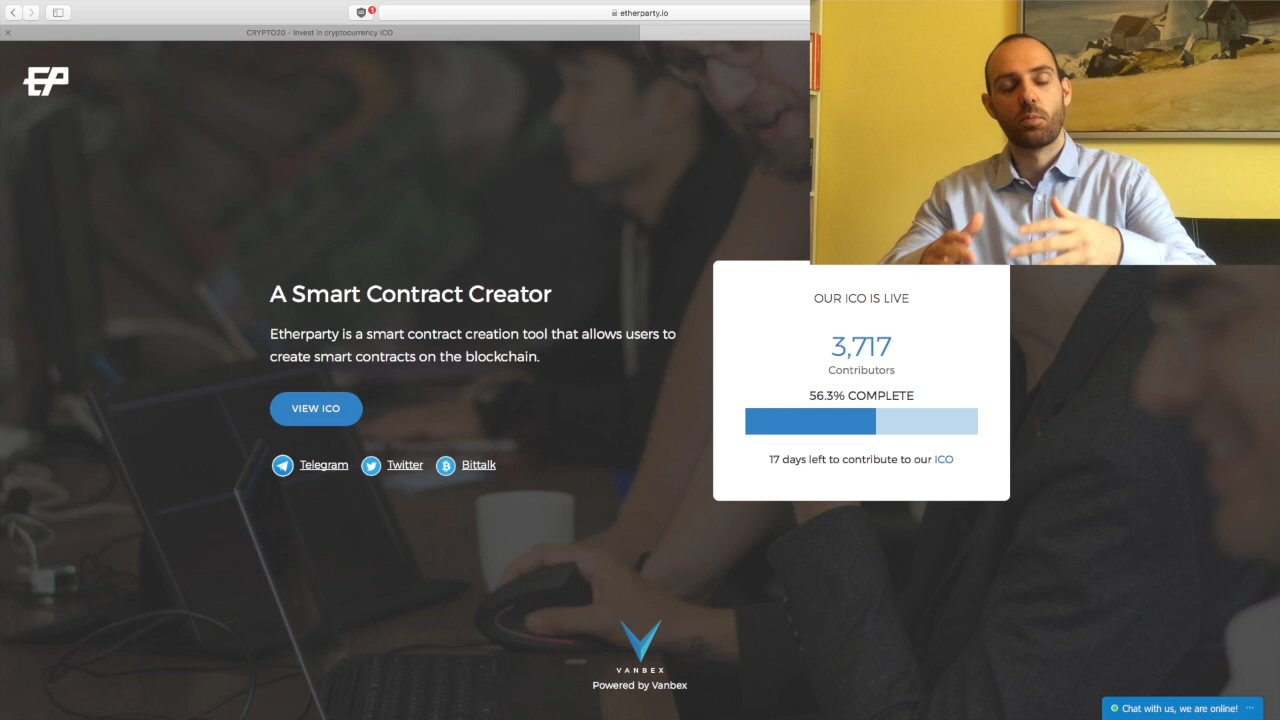 1
etherparty.io
CRYPTO20 - Invest in cryptocurrency ICO
EP
A Smart Contract Creator
Etherparty is a smart contract creation tool that allows users to
create smart contracts on the blockchain.
VIEW ICO
Telegram
Twitter
Bittalk
OUR ICO IS LIVE
3,717
Contributors
56.3% COMPLETE
17 days left to contribute to our ICO
VANBEX
Powered by Vanbex
Chat with us, we are online!